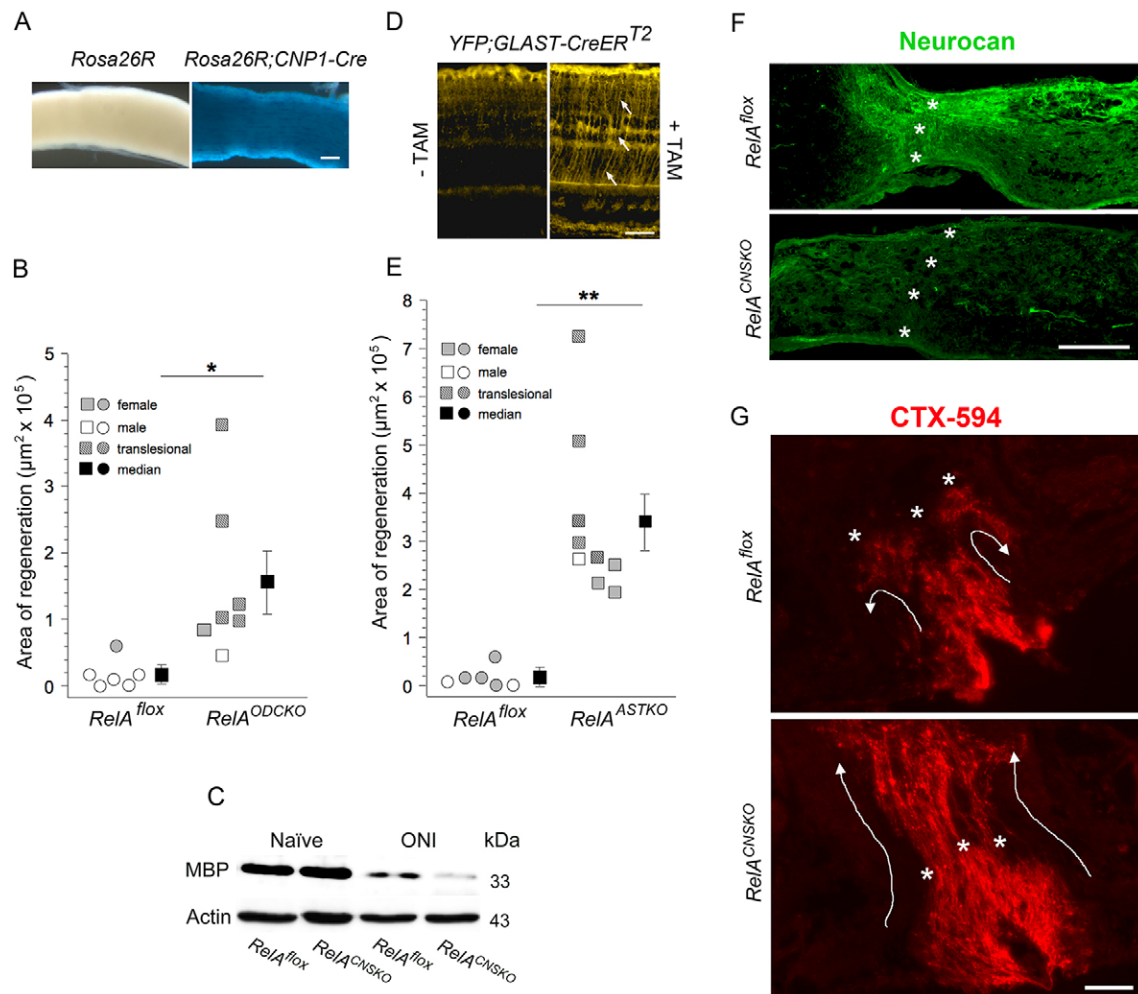 A
Rosa26R Rosa26R;CNP1-Cre
B
Area of regeneration (µm² x 10⁵)
5
4
3
2
1
0
female
male
translesional
median
*
RelA^flox RelA^ODCKO
C
Naïve ONI kDa
MBP 33
Actin 43
RelA^flox RelA^CNSKO RelA^flox RelA^CNSKO
D
YFP;GLAST-CreER^T2
- TAM
+ TAM
E
Area of regeneration (µm² x 10⁵)
8
7
6
5
4
3
2
1
0
female
male
translesional
median
**
RelA^flox RelA^ASTKO
F
Neurocan
RelA^flox
* * *
RelA^CNSKO
* * * *
G
CTX-594
RelA^flox
* * *
RelA^CNSKO
* * *